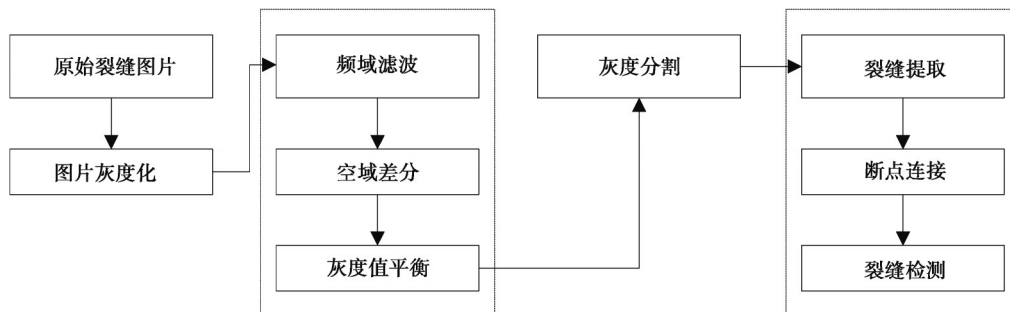 原始裂缝图片
图片灰度化
频域滤波
空域差分
灰度值平衡
灰度分割
裂缝提取
断点连接
裂缝检测